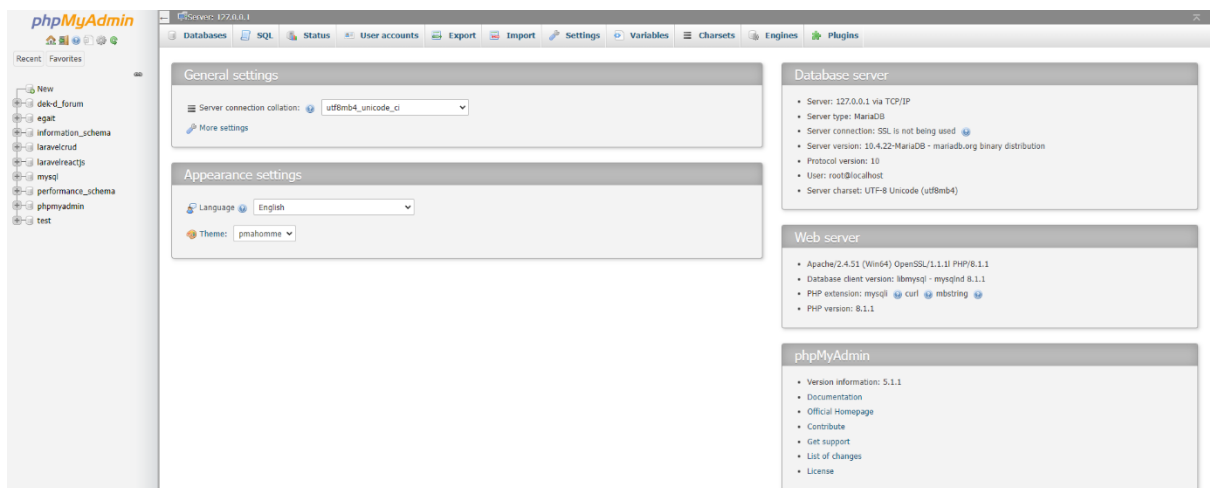 phpMyAdmin
Recent Favorites
New
dek-d_forum
egait
information_schema
laravelcrud
laravelreactjs
mysql
performance_schema
phpmyadmin
test
Server: 127.0.0.1
Databases SQL Status User accounts Export Import Settings Variables Charsets Engines Plugins
General settings
Server connection collation: utf8mb4_unicode_ci
More settings
Appearance settings
Language English
Theme: pmahomme
Database server
Server: 127.0.0.1 via TCP/IP
Server type: MariaDB
Server connection: SSL is not being used
Server version: 10.4.22-MariaDB - mariadb.org binary distribution
Protocol version: 10
User: root@localhost
Server charset: UTF-8 Unicode (utf8mb4)
Web server
Apache/2.4.51 (Win64) OpenSSL/1.1.1l PHP/8.1.1
Database client version: libmysql - mysqlnd 8.1.1
PHP extension: mysqli curl mbstring
PHP version: 8.1.1
phpMyAdmin
Version information: 5.1.1
Documentation
Official Homepage
Contribute
Get support
List of changes
License